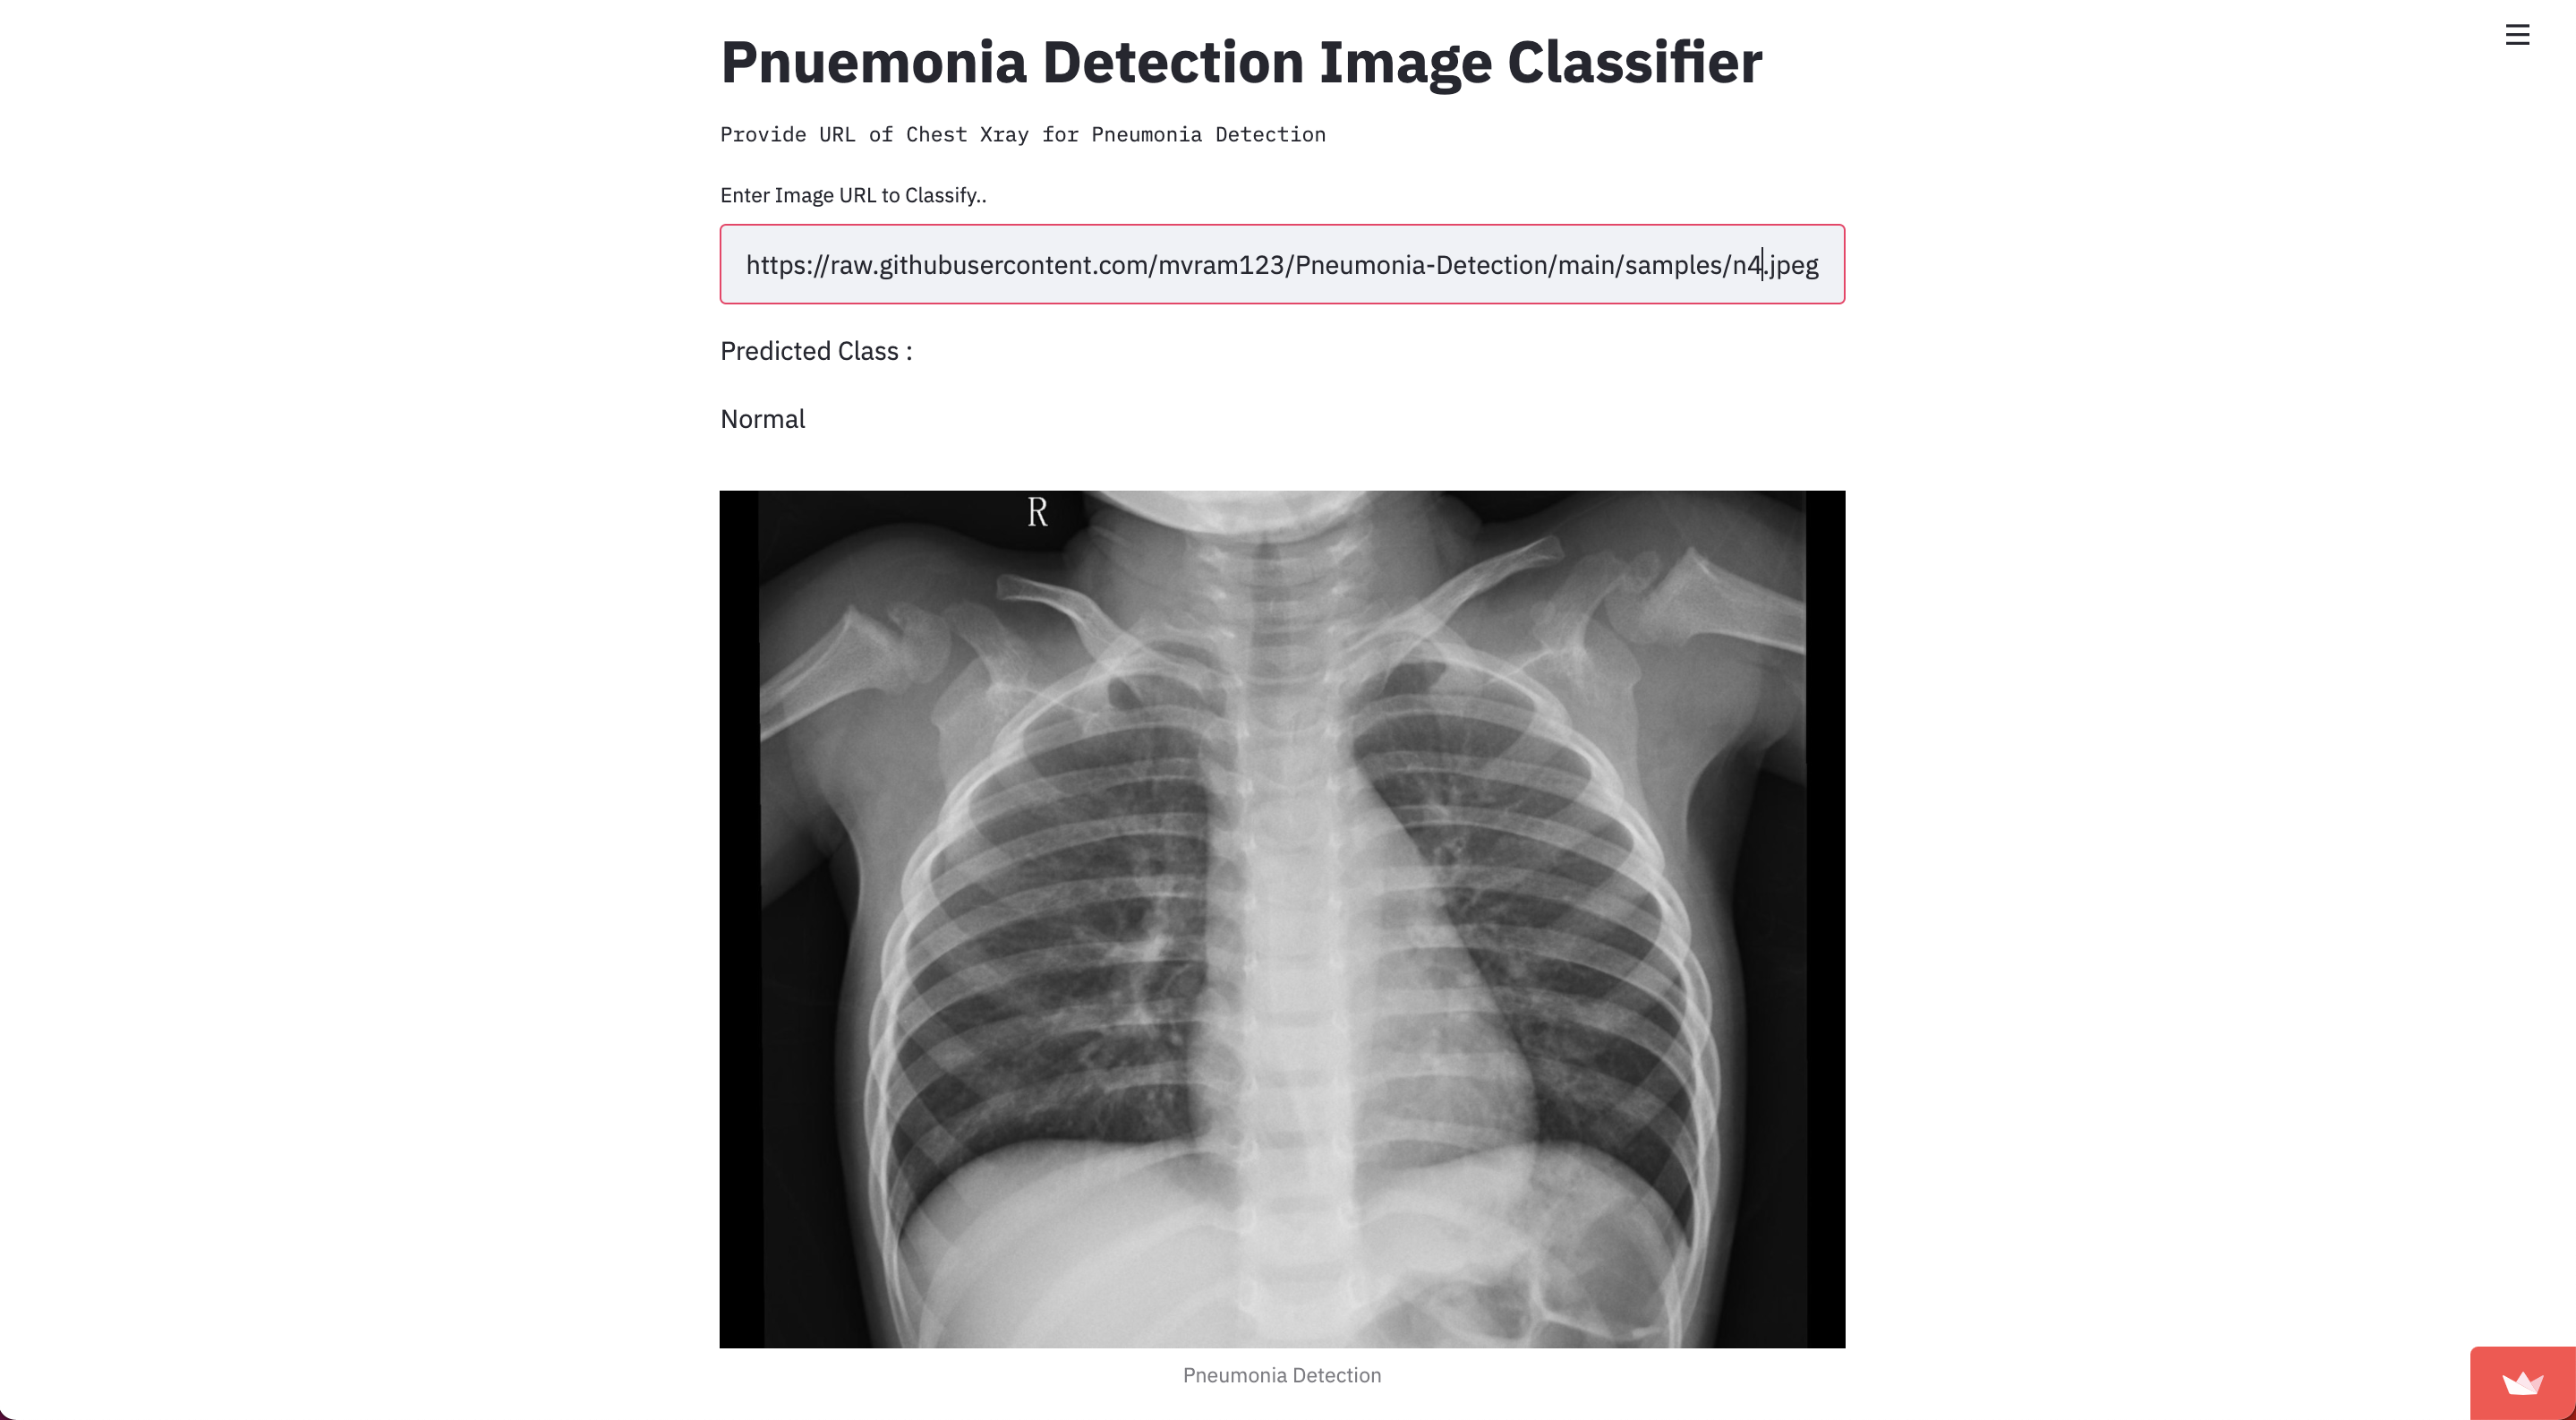 Pnuemonia Detection Image Classifier
Provide URL of Chest Xray for Pneumonia Detection
Enter Image URL to Classify..
https://raw.githubusercontent.com/mvram123/Pneumonia-Detection/main/samples/n4.jpeg
Predicted Class :
Normal
R
Pneumonia Detection